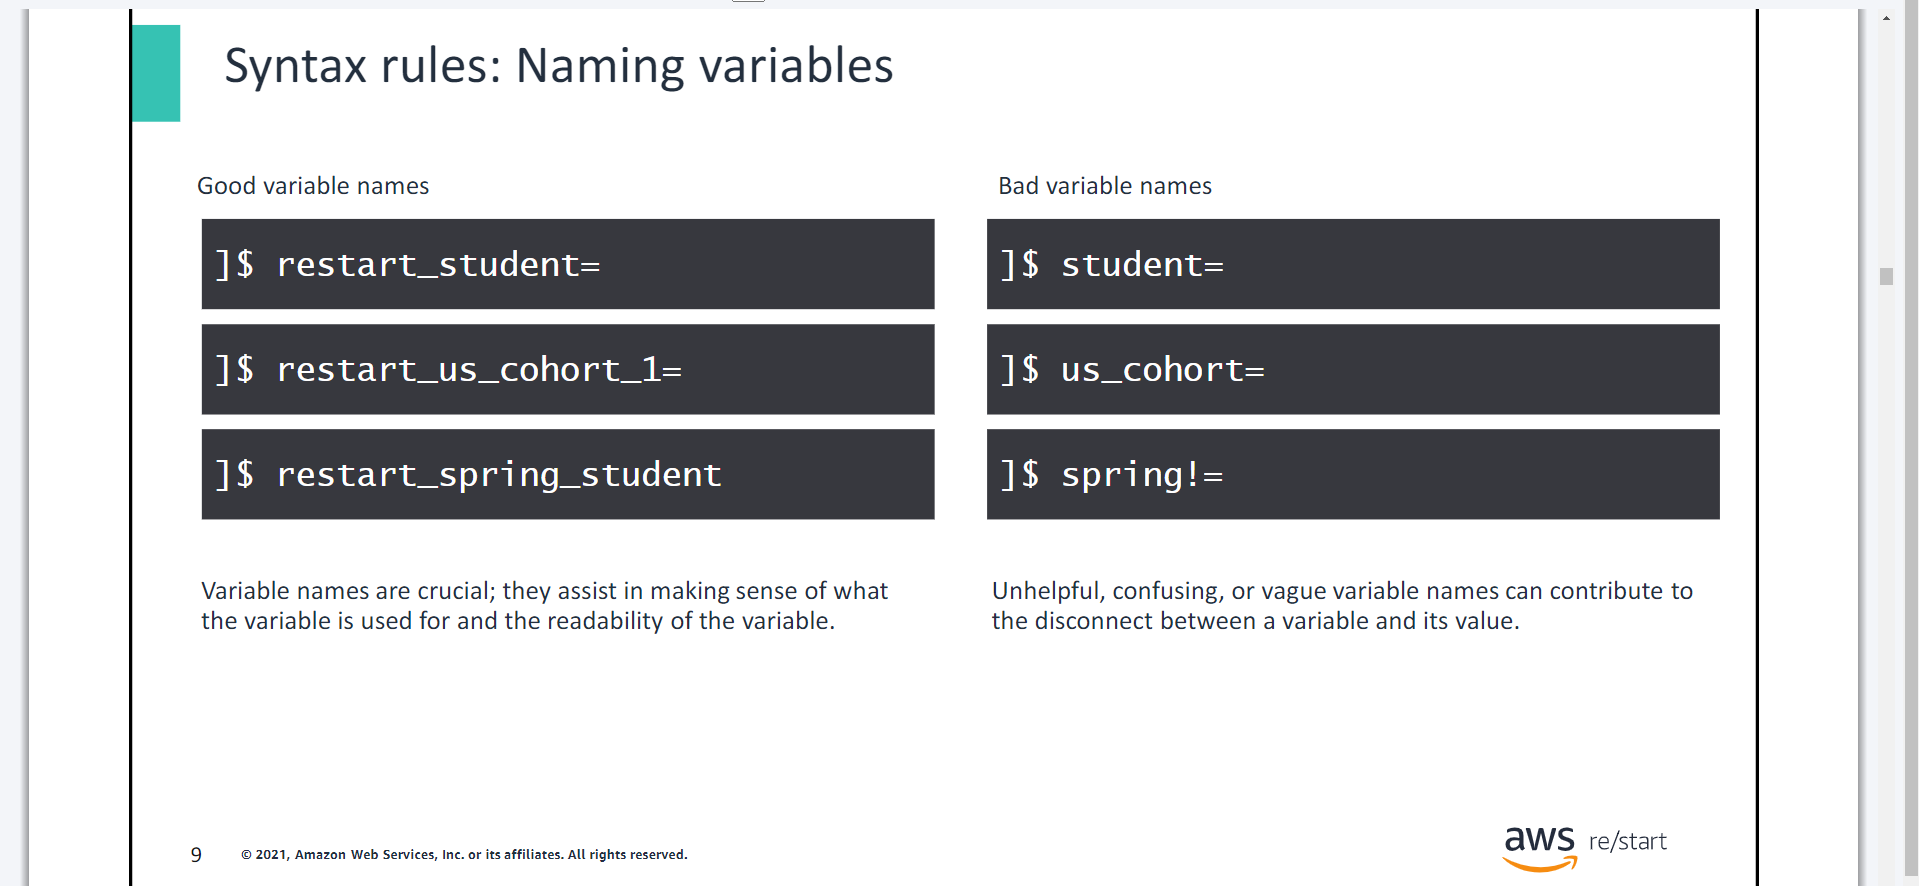 Syntax rules: Naming variables
Good variable names
]$ restart_student=
]$ restart_us_cohort_1=
]$ restart_spring_student
Variable names are crucial; they assist in making sense of what
the variable is used for and the readability of the variable.
Bad variable names
]$ student=
]$ us_cohort=
]$ spring!=
Unhelpful, confusing, or vague variable names can contribute to
the disconnect between a variable and its value.
9
© 2021, Amazon Web Services, Inc. or its affiliates. All rights reserved.
aws re/start